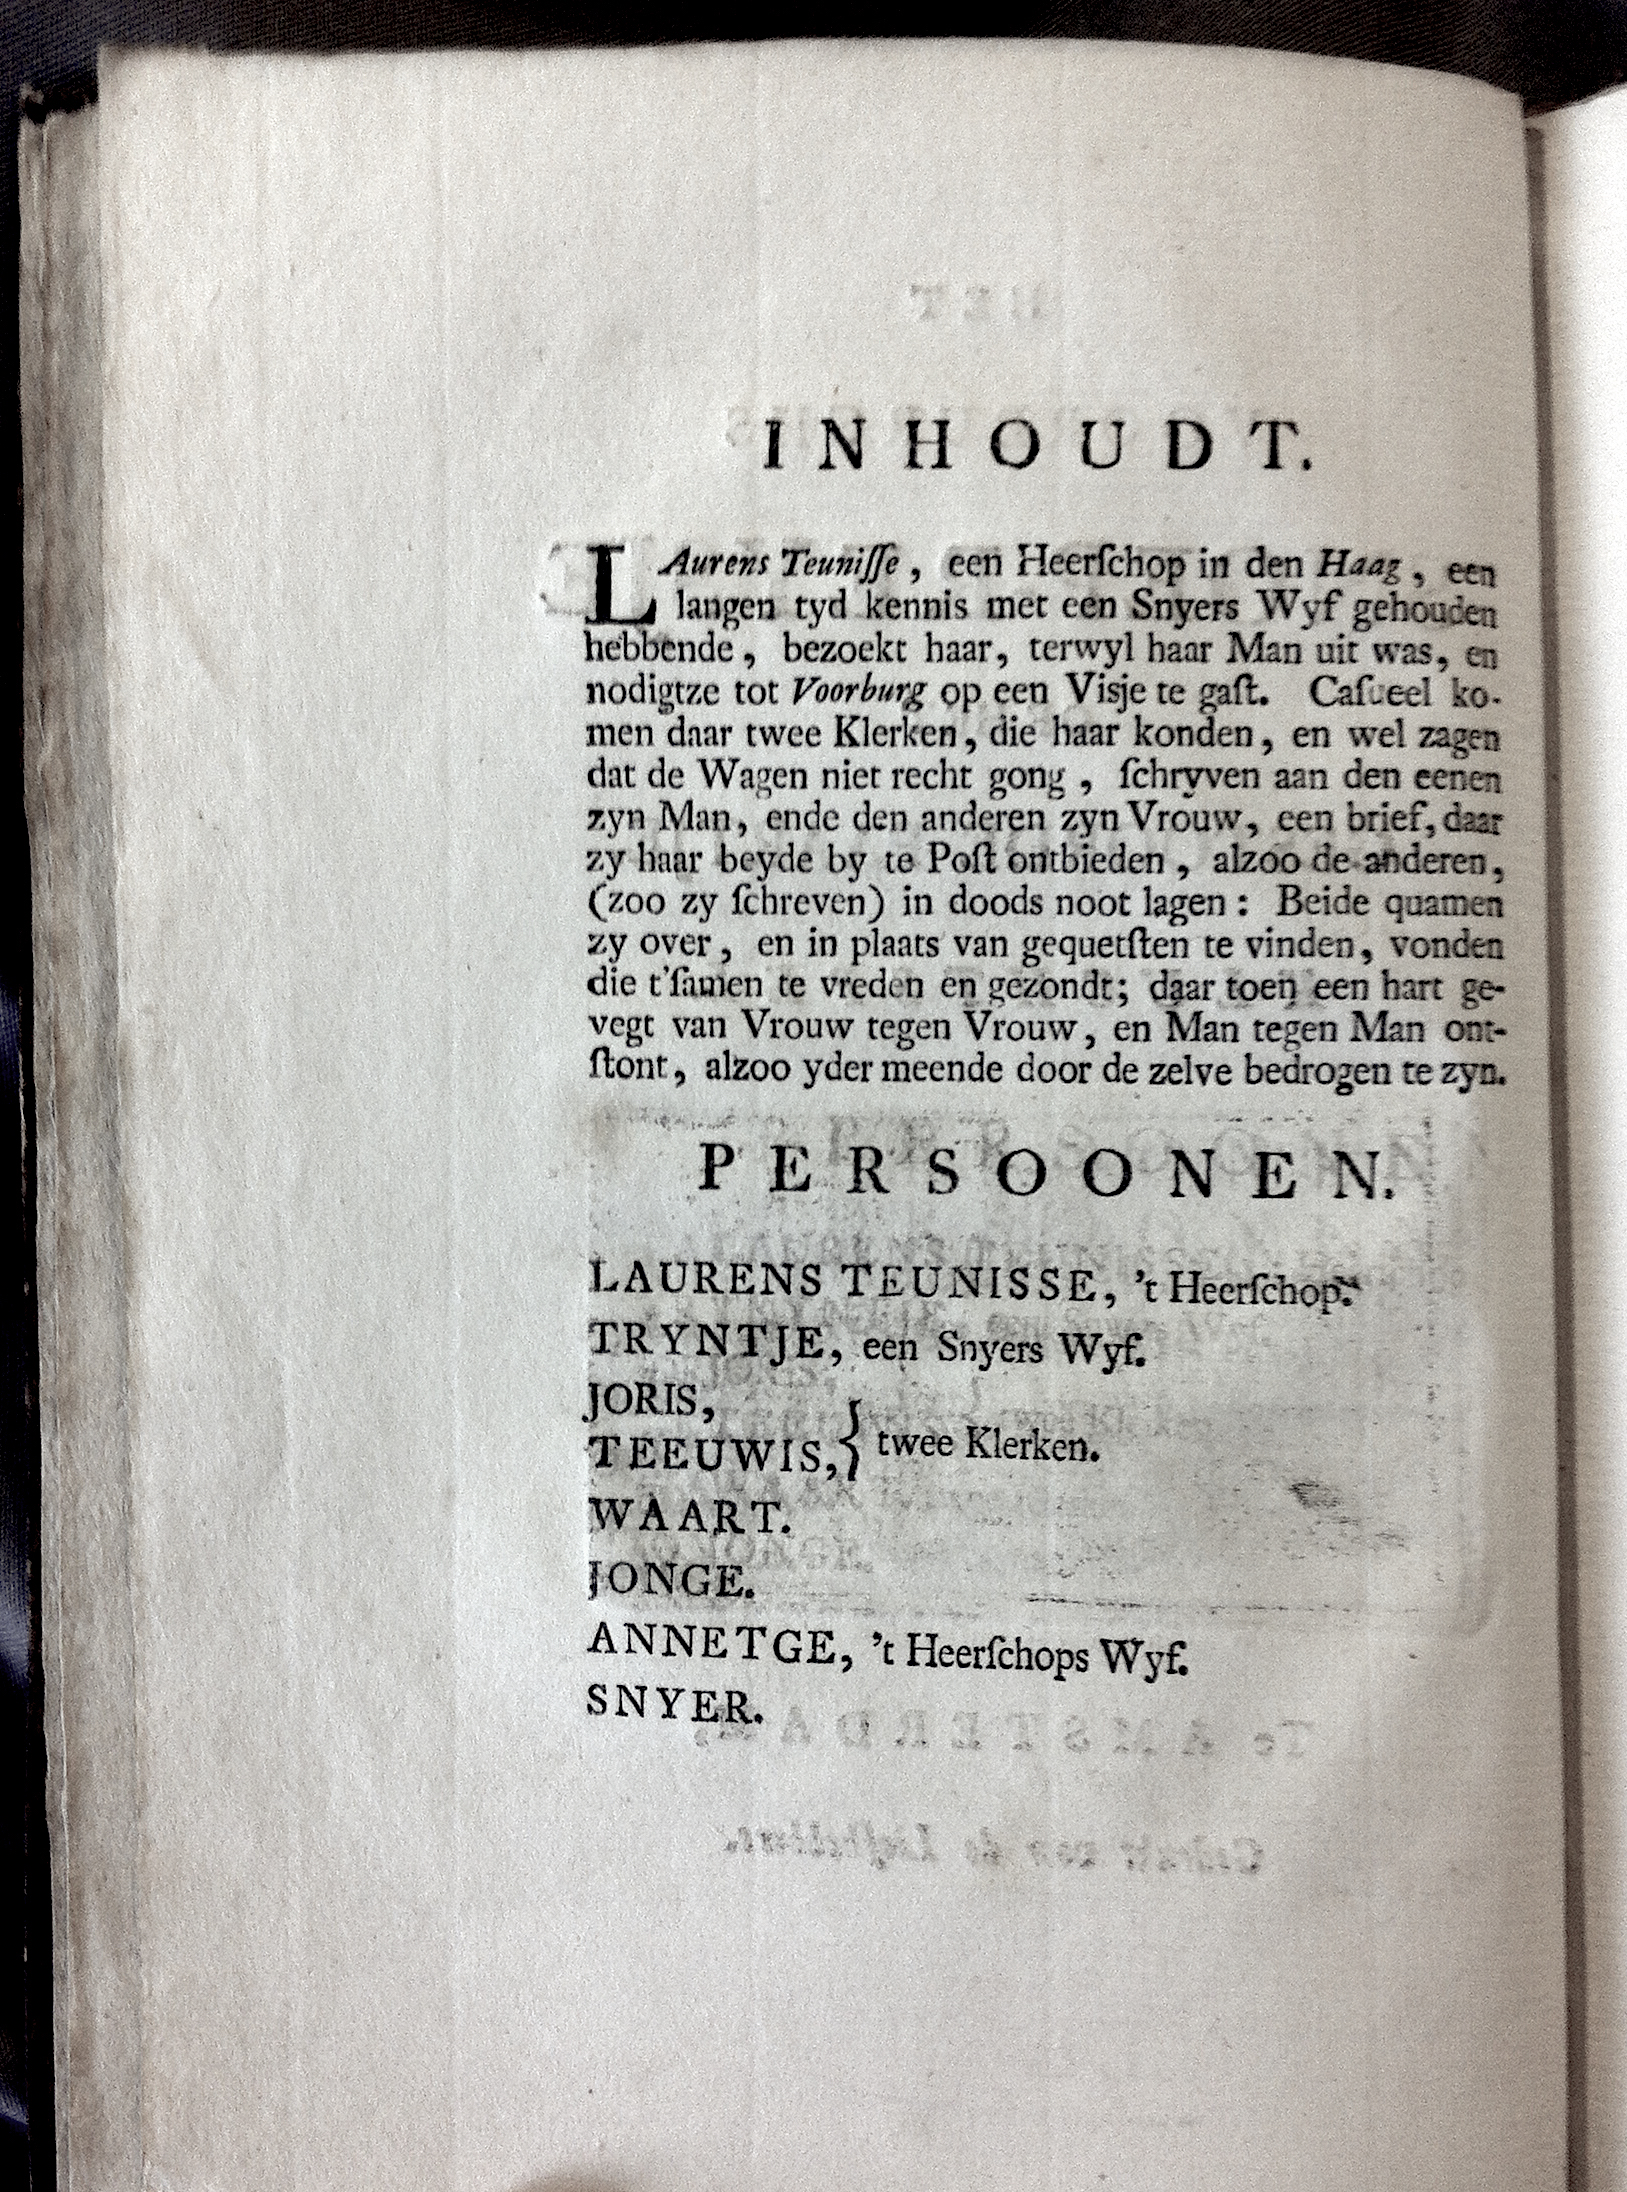 INHOUDT.
LAurens Teuniſſe, een Heerſchop in den Haag, een
langen tyd kennis met een Snyers Wyf gehouden
hebbende, bezoekt haar, terwyl haar Man uit was, en
nodigtze tot Voorburg op een Visje te gaſt. Caſueel ko-
men daar twee Klerken, die haar konden, en wel zagen
dat de Wagen niet recht gong, ſchryven aan den eenen
zyn Man, ende den anderen zyn Vrouw, een brief, daar
zy haar beyde by te Poſt ontbieden, alzoo de anderen,
(zoo zy ſchreven) in doods noot lagen: Beide quamen
zy over, en in plaats van gequetſten te vinden, vonden
die t'ſamen te vreden en gezondt; daar toen een hart ge-
vegt van Vrouw tegen Vrouw, en Man tegen Man ont-
ſtont, alzoo yder meende door de zelve bedrogen te zyn.
PERSOONEN.
LAURENS TEUNISSE, 't Heerſchop.
TRYNTJE, een Snyers Wyf.
JORIS,
TEEUWIS,} twee Klerken.
WAART.
JONGE.
ANNETGE, 't Heerſchops Wyf.
SNYER.